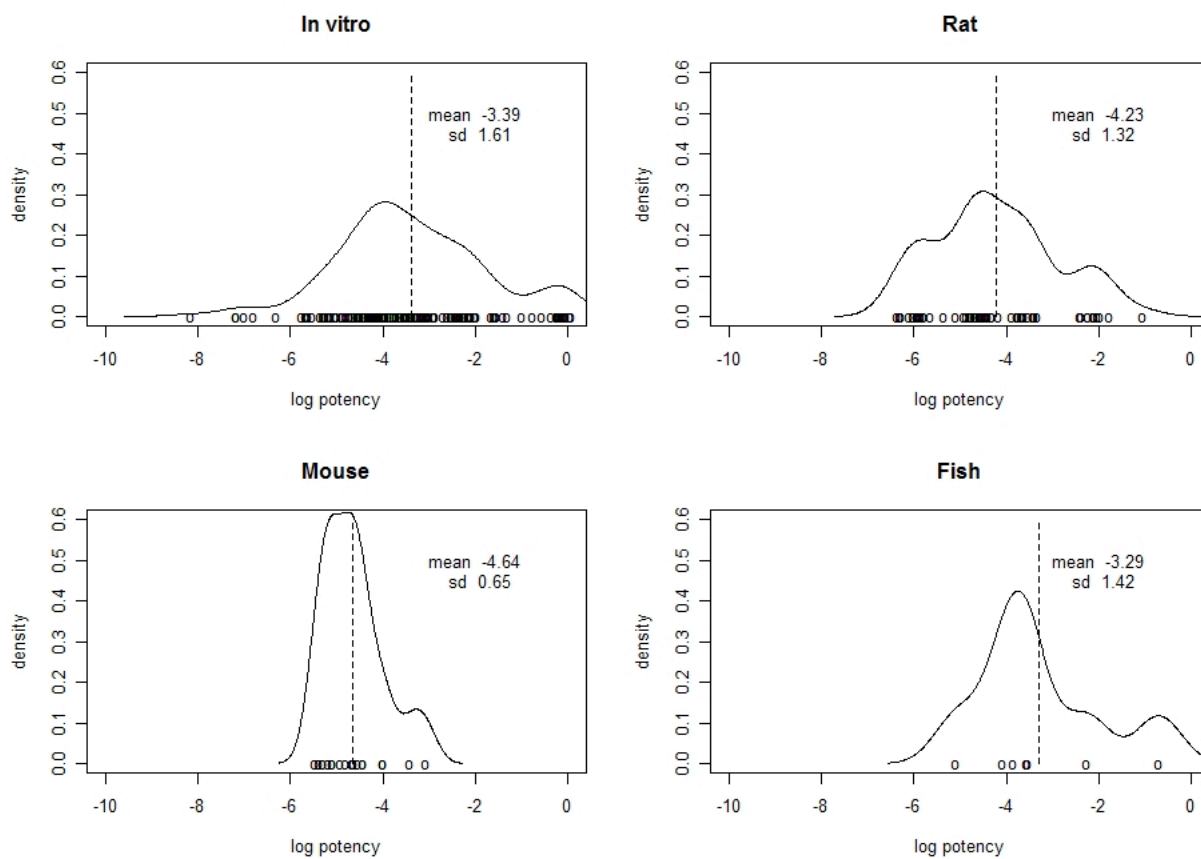 In vitro
density
0.0 0.1 0.2 0.3 0.4 0.5 0.6
mean -3.39
sd 1.61
-10 -8 -6 -4 -2 0
log potency
Rat
density
0.0 0.1 0.2 0.3 0.4 0.5 0.6
mean -4.23
sd 1.32
-10 -8 -6 -4 -2 0
log potency
Mouse
density
0.0 0.1 0.2 0.3 0.4 0.5 0.6
mean -4.64
sd 0.65
-10 -8 -6 -4 -2 0
log potency
Fish
density
0.0 0.1 0.2 0.3 0.4 0.5 0.6
mean -3.29
sd 1.42
-10 -8 -6 -4 -2 0
log potency